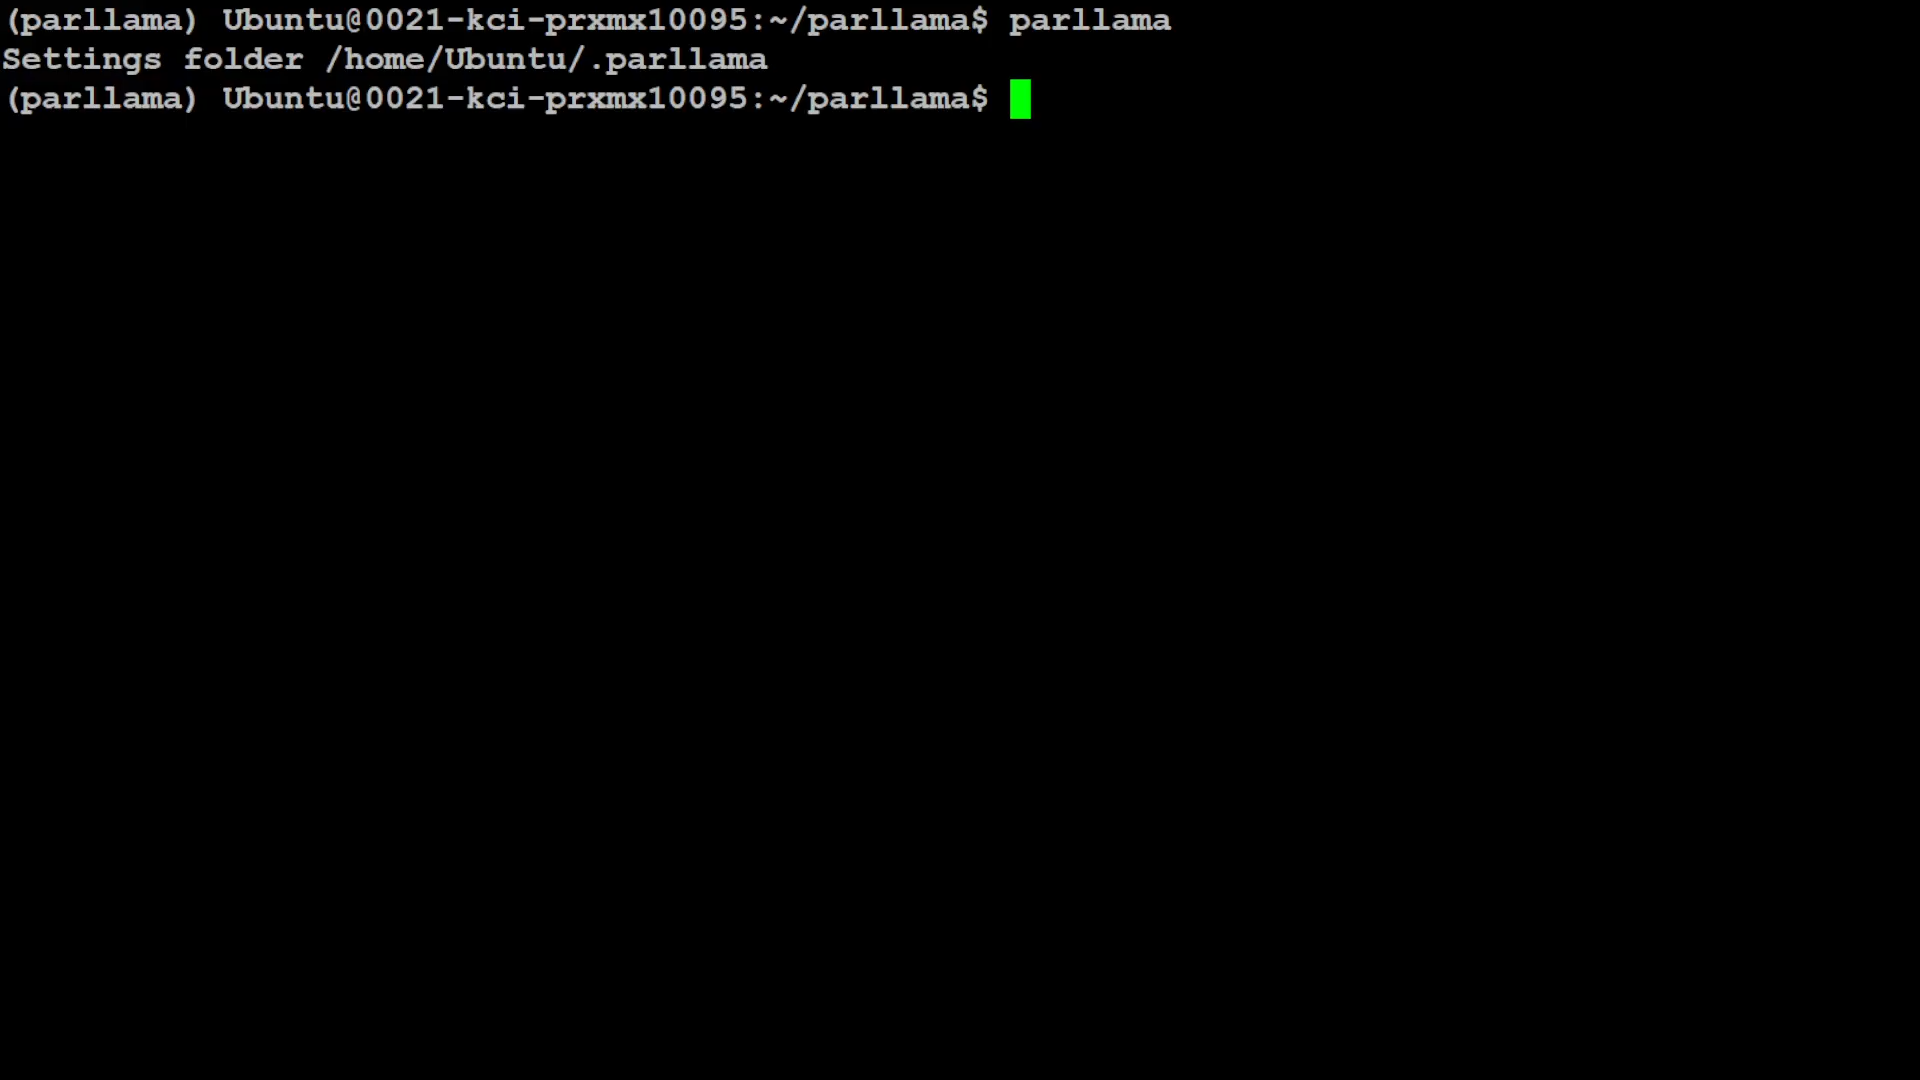 (parllama) Ubuntu@0021-kci-prxmx10095:~/parllama$ parllama
Settings folder /home/Ubuntu/.parllama
(parllama) Ubuntu@0021-kci-prxmx10095:~/parllama$